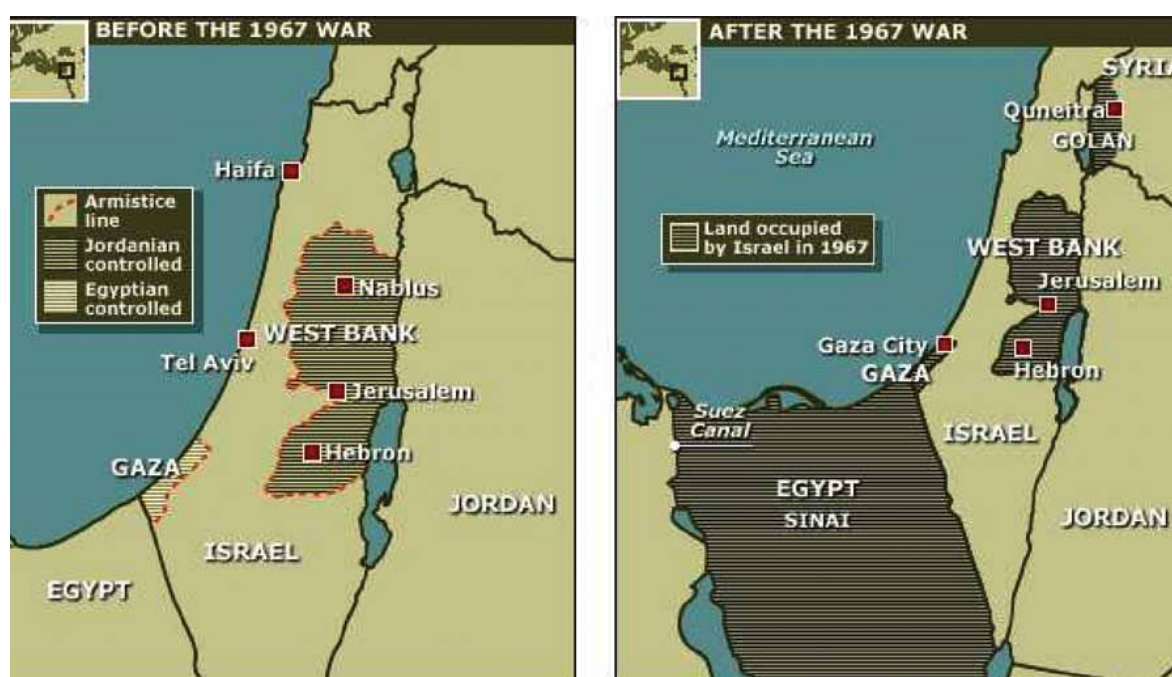 BEFORE THE 1967 WAR
Haifa
Armistice
line
Jordanian
controlled
Egyptian
controlled
Nablus
WEST BANK
Tel Aviv
Jerusalem
Hebron
GAZA
JORDAN
ISRAEL
EGYPT
AFTER THE 1967 WAR
SYRIA
Quneitra
GOLAN
Mediterranean
Sea
Land occupied
by Israel in 1967
WEST BANK
Jerusalem
Gaza City
GAZA
Hebron
Suez
Canal
ISRAEL
EGYPT
SINAI
JORDAN